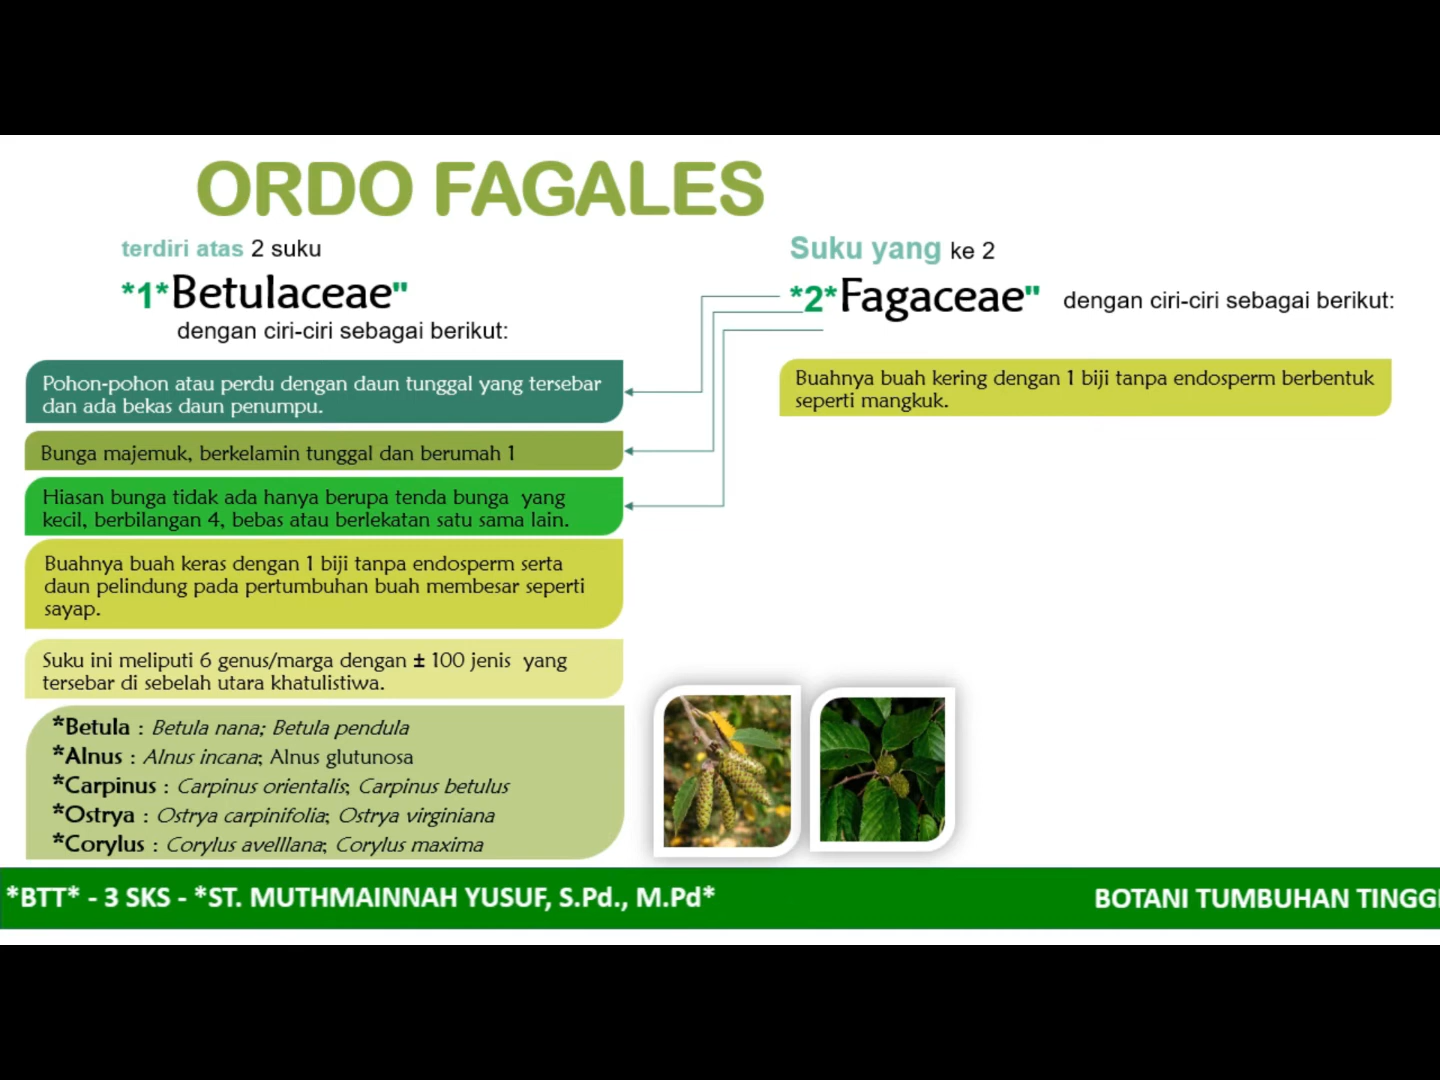 ORDO FAGALES
terdiri atas 2 suku
*1*Betulaceae"
dengan ciri-ciri sebagai berikut:
Pohon-pohon atau perdu dengan daun tunggal yang tersebar
dan ada bekas daun penumpu.
Bunga majemuk, berkelamin tunggal dan berumah 1
Hiasan bunga tidak ada hanya berupa tenda bunga yang
kecil, berbilangan 4, bebas atau berlekatan satu sama lain.
Buahnya buah keras dengan 1 biji tanpa endosperm serta
daun pelindung pada pertumbuhan buah membesar seperti
sayap.
Suku ini meliputi 6 genus/marga dengan ± 100 jenis yang
tersebar di sebelah utara khatulistiwa.
*Betula : Betula nana; Betula pendula
*Alnus : Alnus incana; Alnus glutunosa
*Carpinus : Carpinus orientalis; Carpinus betulus
*Ostrya : Ostrya carpinifolia; Ostrya virginiana
*Corylus : Corylus avelllana; Corylus maxima
Suku yang ke 2
*2*Fagaceae" dengan ciri-ciri sebagai berikut:
Buahnya buah kering dengan 1 biji tanpa endosperm berbentuk
seperti mangkuk.
*BTT* - 3 SKS - *ST. MUTHMAINNAH YUSUF, S.Pd., M.Pd*
BOTANI TUMBUHAN TINGGI